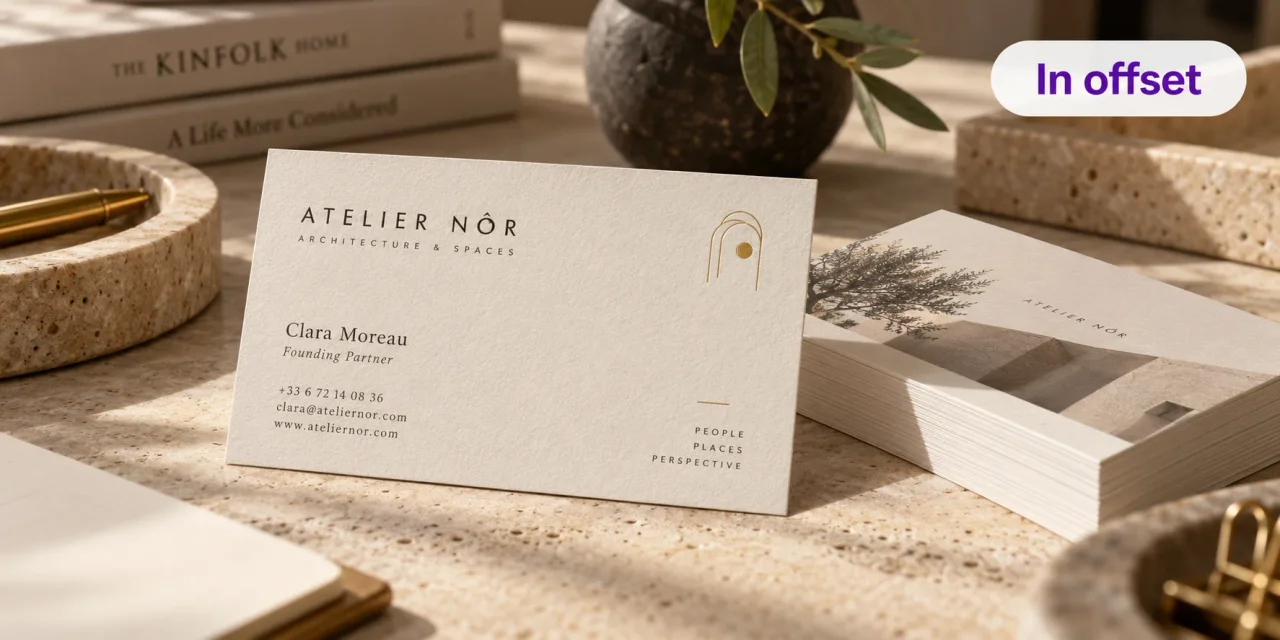 THE KINFOLK HOME
A Life More Considered
In offset
ATELIER NÔR
ARCHITECTURE & SPACES
Clara Moreau
Founding Partner
+33 6 72 14 08 36
clara@ateliernor.com
www.ateliernor.com
PEOPLE
PLACES
PERSPECTIVE
ATELIER NÔR